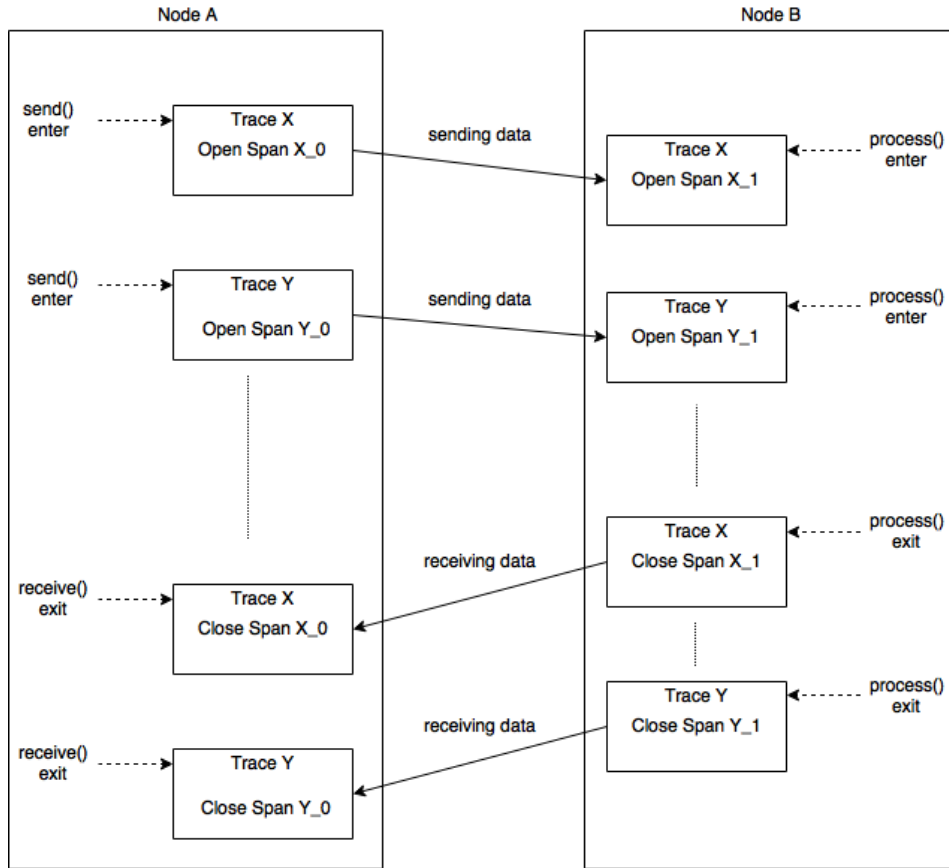 Node A
Node B
send()
enter
Trace X
Open Span X_0
sending data
Trace X
Open Span X_1
process()
enter
send()
enter
Trace Y
Open Span Y_0
sending data
Trace Y
Open Span Y_1
process()
enter
receiving data
Trace X
Close Span X_1
process()
exit
receive()
exit
Trace X
Close Span X_0
receiving data
Trace Y
Close Span Y_1
process()
exit
receive()
exit
Trace Y
Close Span Y_0